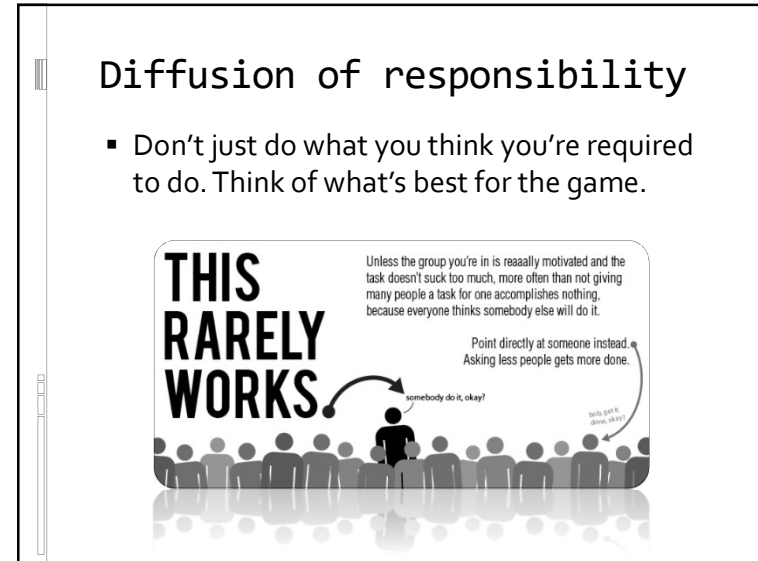 Diffusion of responsibility
▪ Don't just do what you think you're required
to do. Think of what's best for the game.
THIS
RARELY
WORKS
Unless the group you're in is reaaally motivated and the
task doesn't suck too much, more often than not giving
many people a task for one accomplishes nothing,
because everyone thinks somebody else will do it.
Point directly at someone instead.
Asking less people gets more done.
somebody do it, okay?
bob, get it
done, okay?